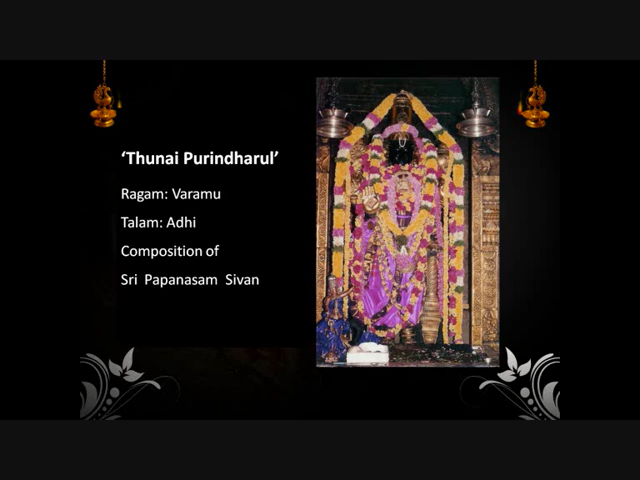 ‘Thunai Purindharul’
Ragam: Varamu
Talam: Adhi
Composition of
Sri Papanasam Sivan